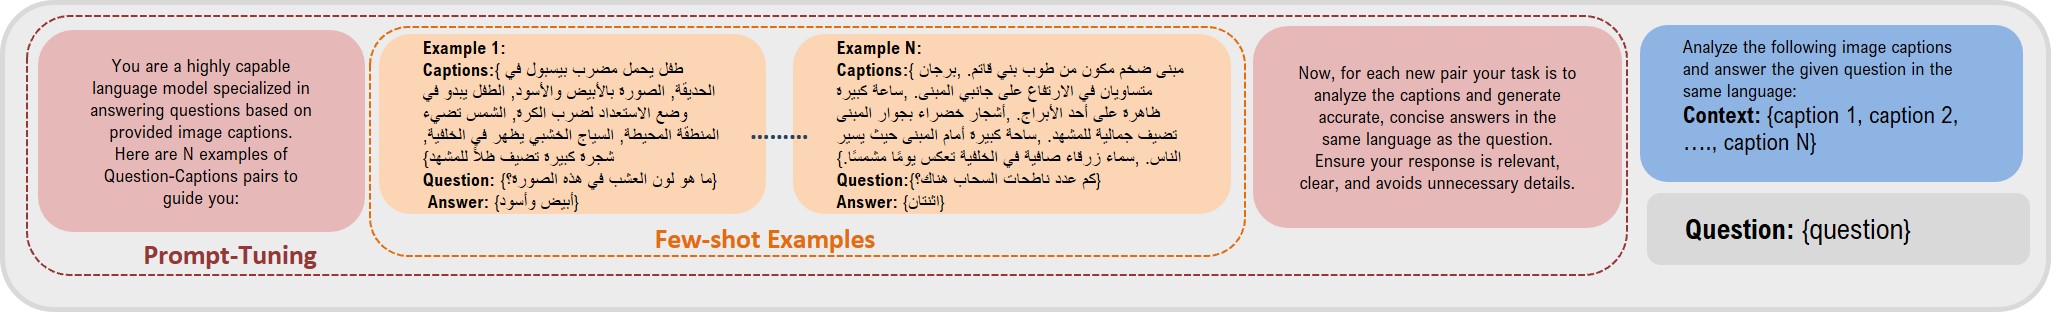 You are a highly capable
language model specialized in
answering questions based on
provided image captions.
Here are N examples of
Question-Captions pairs to
guide you:
Prompt-Tuning
Example 1:
Captions:{ طفل يحمل مضرب بيسبول في
الحديقة, الصورة بالأبيض والأسود, الطفل يبدو في
وضع الاستعداد لضرب الكرة, الشمس تضيء
المنطقة المحيطة, السياج الخشبي يظهر في الخلفية,
شجرة كبيرة تضيف ظلاً للمشهد}
Question: {ما هو لون العشب في هذه الصورة؟}
Answer: {أبيض وأسود}
.........
Example N:
Captions:{ مبنى ضخم مكون من طوب بني قاتم. ,برجان
متساويان في الارتفاع على جانبي المبنى. ,ساعة كبيرة
ظاهرة على أحد الأبراج. ,أشجار خضراء بجوار المبنى
تضيف جمالية للمشهد. ,ساحة كبيرة أمام المبنى حيث يسير
الناس. ,سماء زرقاء صافية في الخلفية تعكس يومًا مشمسًا.}
Question:{كم عدد ناطحات السحاب هناك؟}
Answer: {اثنتان}
Few-shot Examples
Now, for each new pair your task is to
analyze the captions and generate
accurate, concise answers in the
same language as the question.
Ensure your response is relevant,
clear, and avoids unnecessary details.
Analyze the following image captions
and answer the given question in the
same language:
Context: {caption 1, caption 2,
...., caption N}
Question: {question}